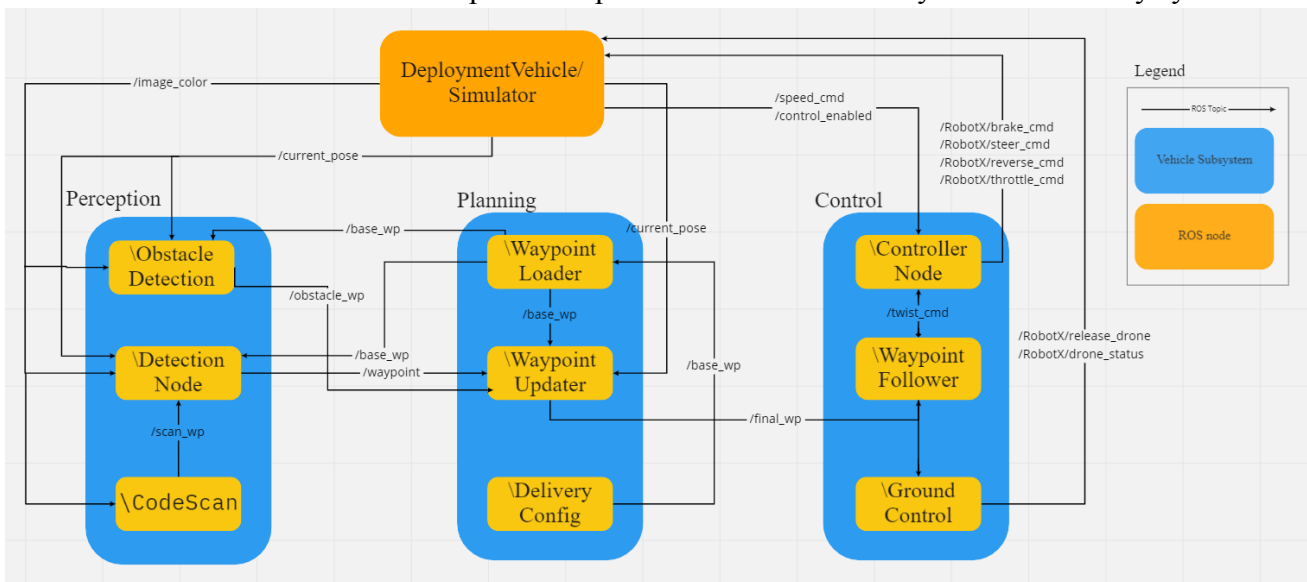 DeploymentVehicle/
Simulator
/image_color
/speed_cmd
/control_enabled
/current_pose
/RobotX/brake_cmd
/RobotX/steer_cmd
/RobotX/reverse_cmd
/RobotX/throttle_cmd
Legend
ROS Topic
Vehicle Subsystem
ROS node
Perception
Planning
Control
/base_wp
/current_pose
\Obstacle
Detection
\Waypoint
Loader
\Controller
Node
/obstacle_wp
/base_wp
/twist_cmd
/RobotX/release_drone
/RobotX/drone_status
\Detection
Node
/base_wp
/waypoint
\Waypoint
Updater
/base_wp
\Waypoint
Follower
/scan_wp
/final_wp
\CodeScan
\Delivery
Config
\Ground
Control